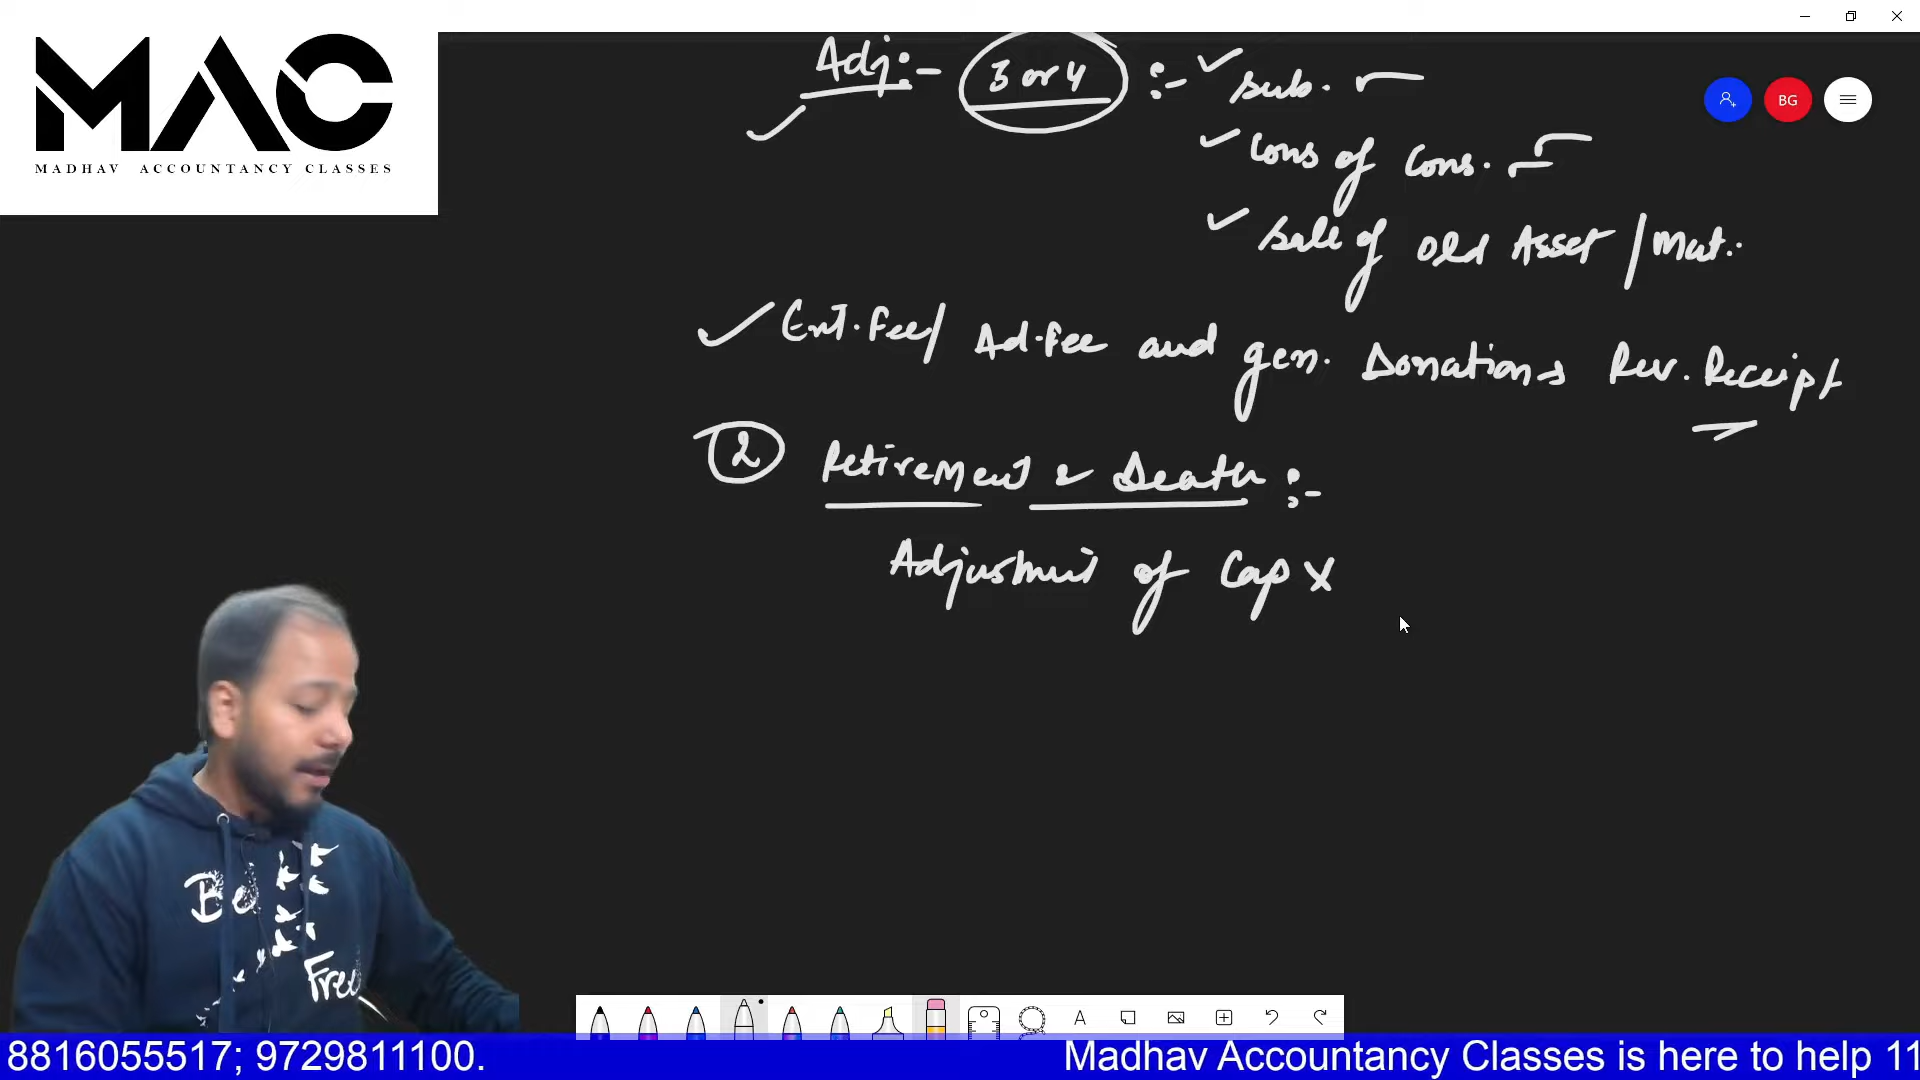 MAC
MADHAV ACCOUNTANCY CLASSES
Adj:- 3 or 4 :- Sub.
Cons of Cons.
Sale of Old Asset / Mat.
Ent. Fee/ Ad. Fee and gen. Donations Rev. Receipt
2 Retirement & Death :-
Adjustment of Cap X
BG
Be
Free
A
8816055517; 9729811100. Madhav Accountancy Classes is here to help 11